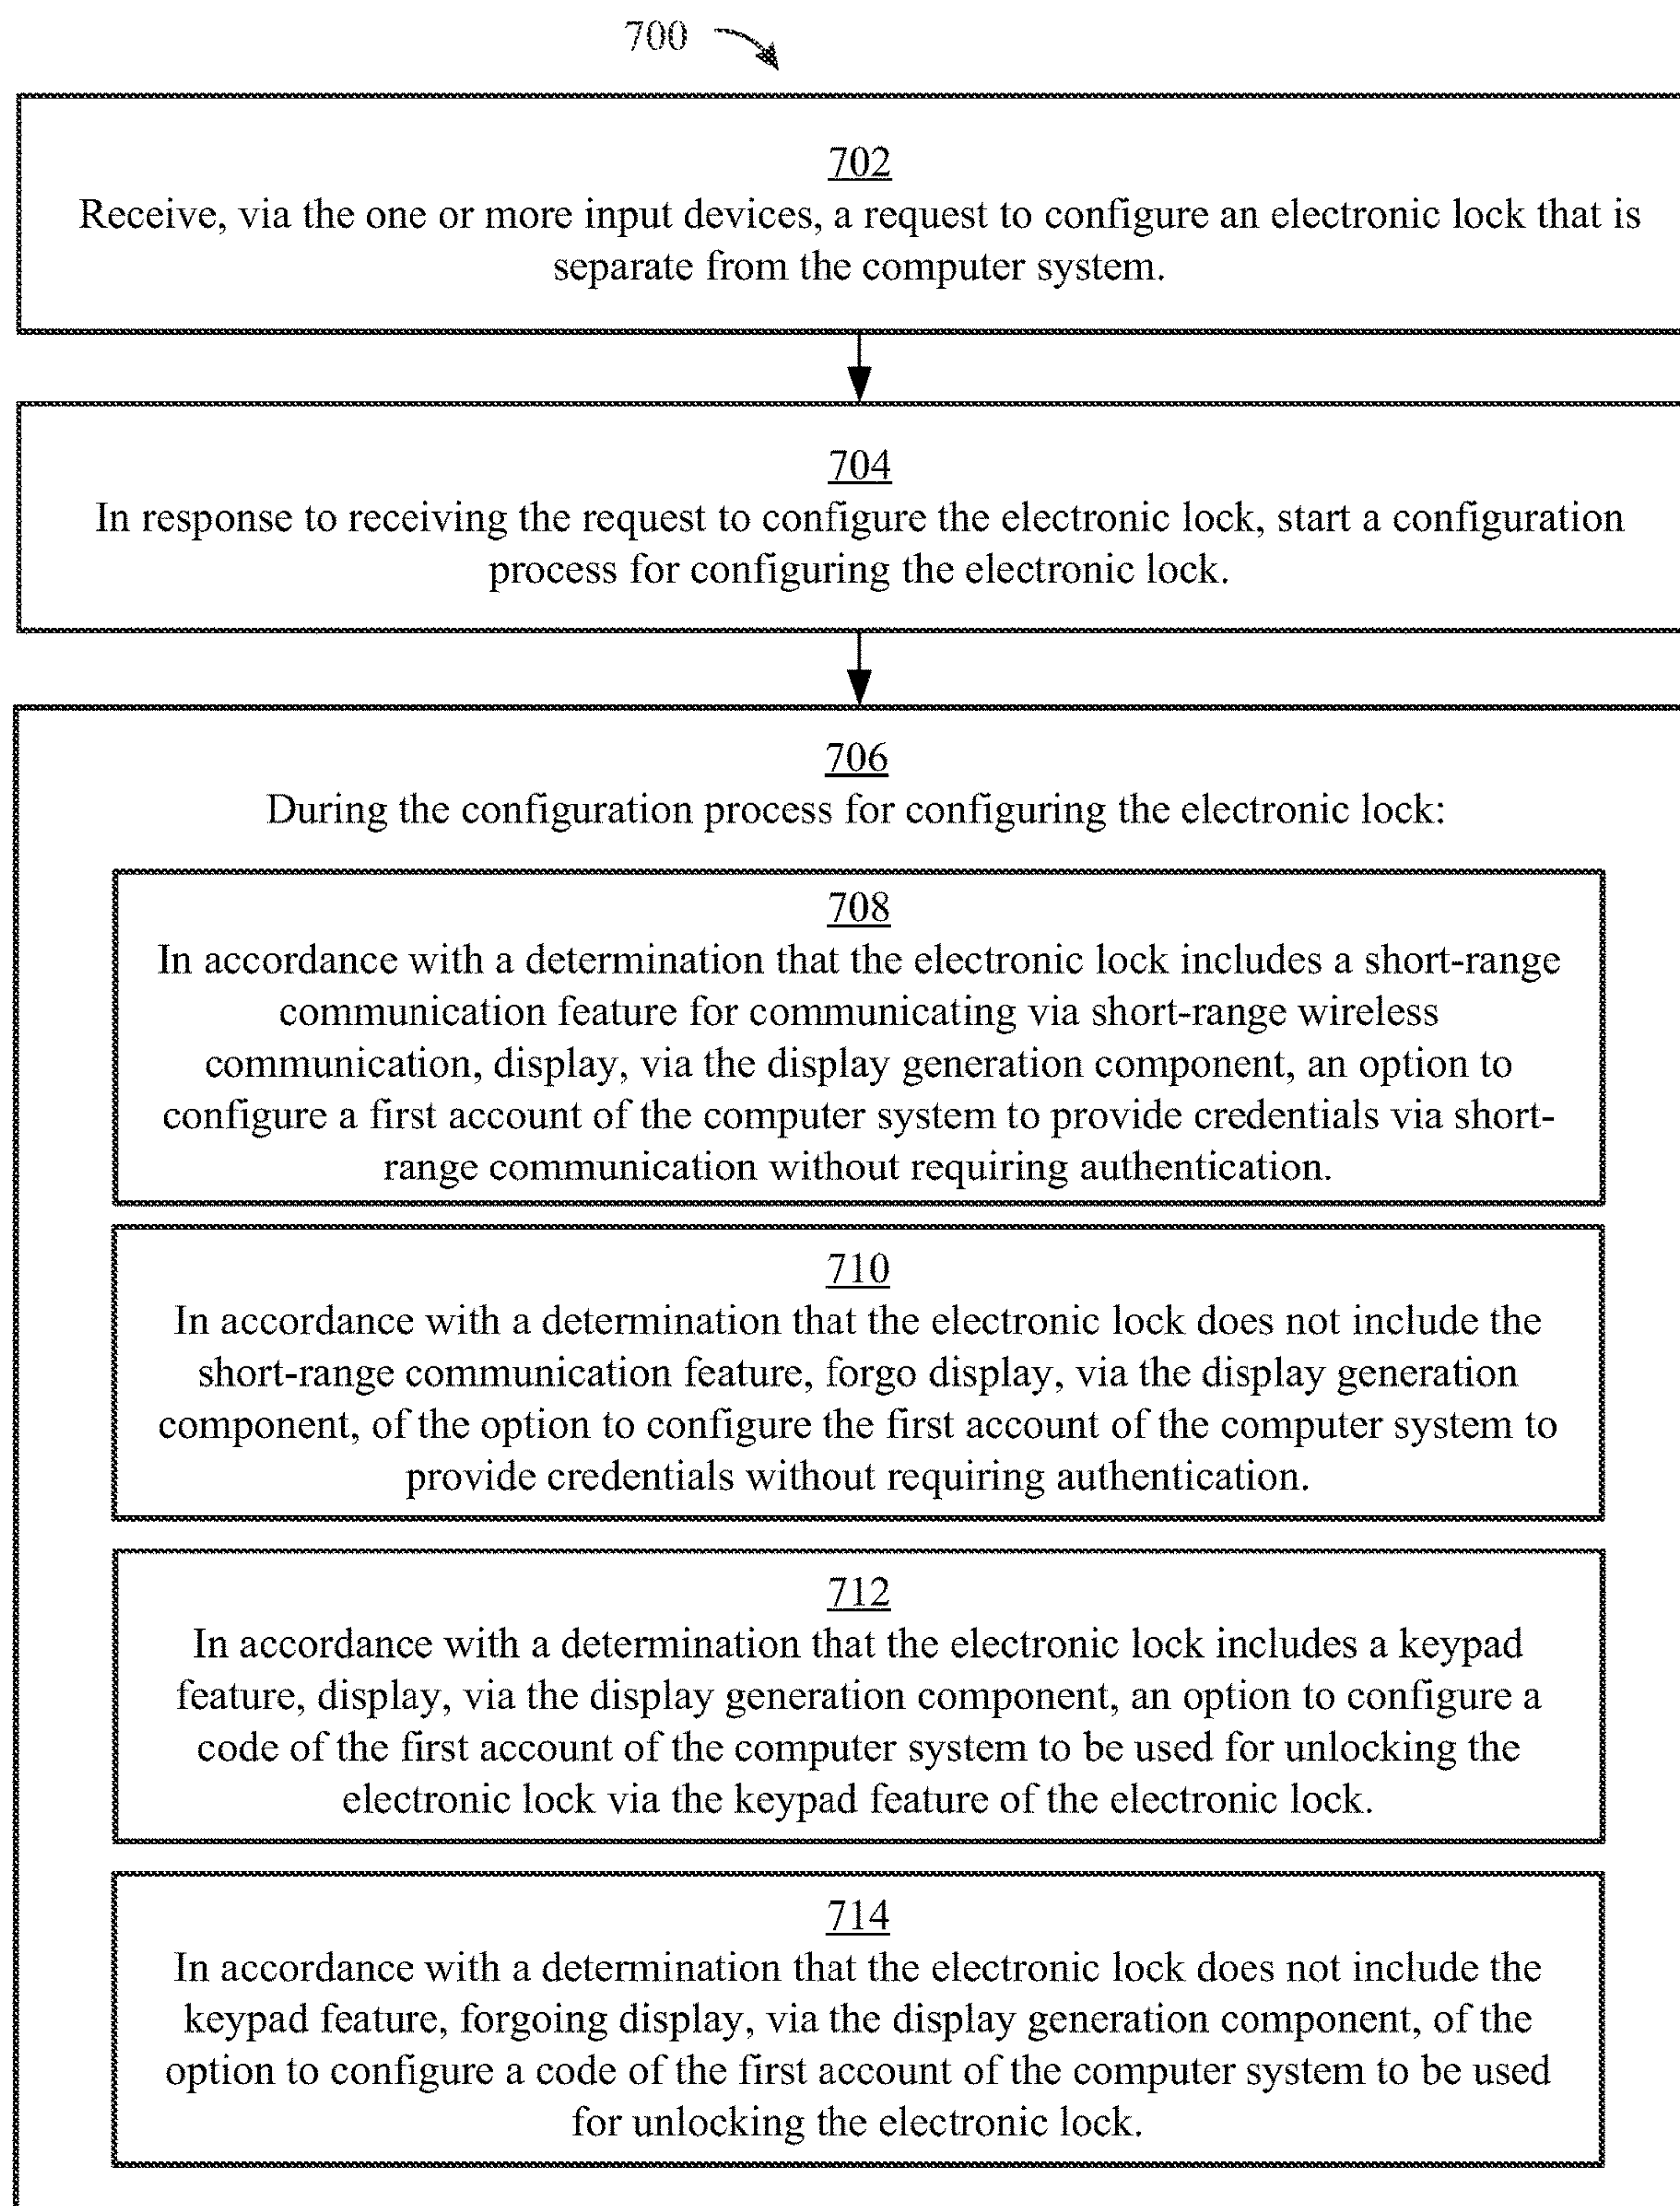 700
702
Receive, via the one or more input devices, a request to configure an electronic lock that is
separate from the computer system.
704
In response to receiving the request to configure the electronic lock, start a configuration
process for configuring the electronic lock.
706
During the configuration process for configuring the electronic lock:
708
In accordance with a determination that the electronic lock includes a short-range
communication feature for communicating via short-range wireless
communication, display, via the display generation component, an option to
configure a first account of the computer system to provide credentials via short-
range communication without requiring authentication.
710
In accordance with a determination that the electronic lock does not include the
short-range communication feature, forgo display, via the display generation
component, of the option to configure the first account of the computer system to
provide credentials without requiring authentication.
712
In accordance with a determination that the electronic lock includes a keypad
feature, display, via the display generation component, an option to configure a
code of the first account of the computer system to be used for unlocking the
electronic lock via the keypad feature of the electronic lock.
714
In accordance with a determination that the electronic lock does not include the
keypad feature, forgoing display, via the display generation component, of the
option to configure a code of the first account of the computer system to be used
for unlocking the electronic lock.